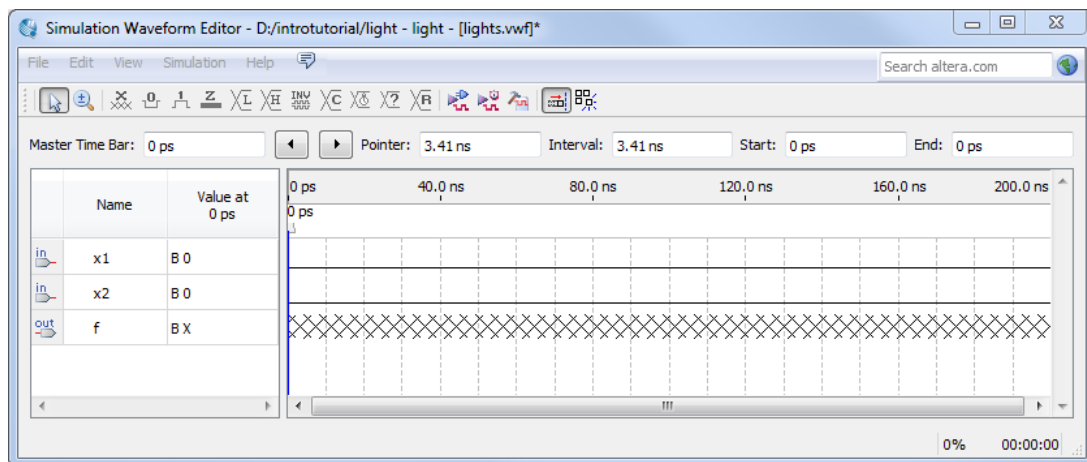 Simulation Waveform Editor - D:/introtutorial/light - light - [lights.vwf]*
File Edit View Simulation Help
Search altera.com
Master Time Bar: 0 ps
Pointer: 3.41 ns
Interval: 3.41 ns
Start: 0 ps
End: 0 ps
Name
Value at
0 ps
0 ps 40.0 ns 80.0 ns 120.0 ns 160.0 ns 200.0 ns
0 ps
in x1 B 0
in x2 B 0
out f B X
0% 00:00:00